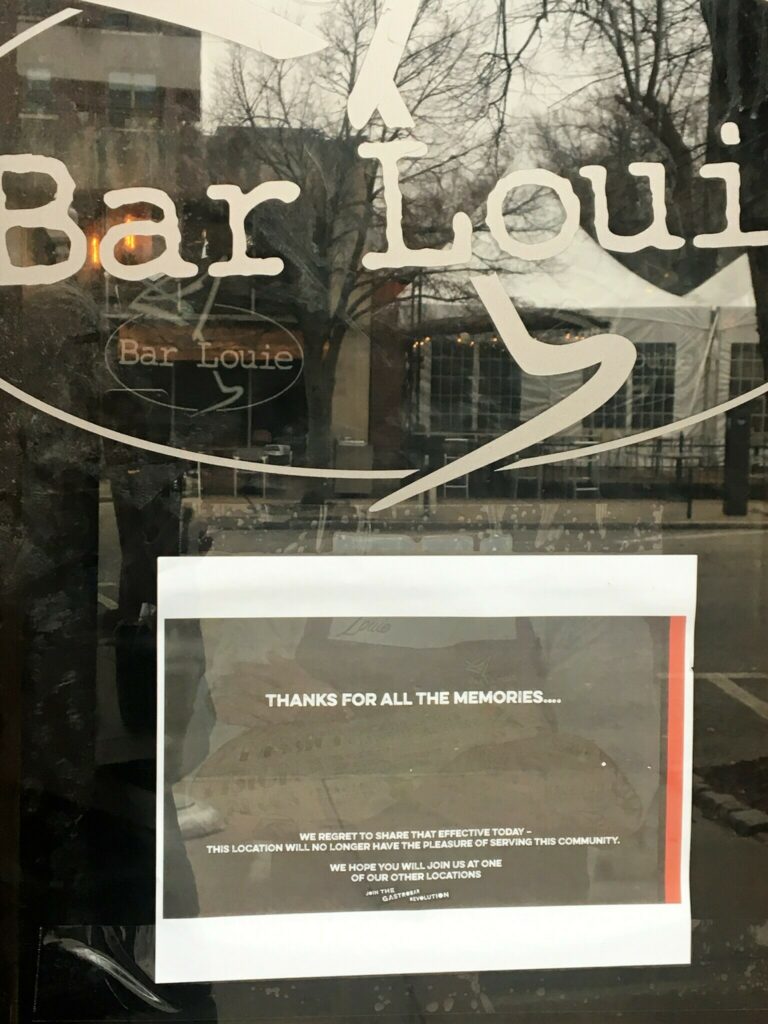 Bar Louie
Bar Louie
THANKS FOR ALL THE MEMORIES....
WE REGRET TO SHARE THAT EFFECTIVE TODAY –
THIS LOCATION WILL NO LONGER HAVE THE PLEASURE OF SERVING THIS COMMUNITY.
WE HOPE YOU WILL JOIN US AT ONE
OF OUR OTHER LOCATIONS
JOIN THE
GASTROBAR
REVOLUTION